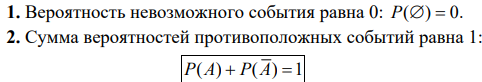 1. Вероятность невозможного события равна 0: P(∅) = 0.
2. Сумма вероятностей противоположных событий равна 1:
P(A) + P(A̅) = 1